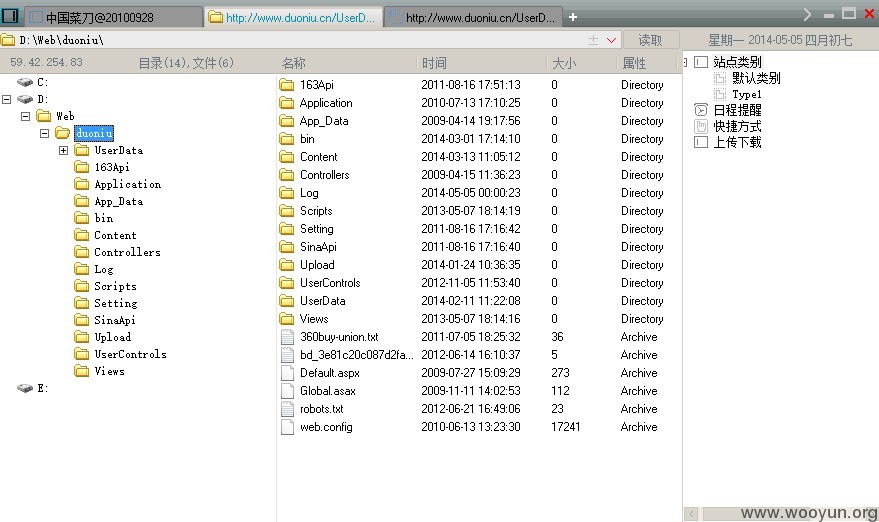 中国菜刀@20100928 http://www.duoniu.cn/UserD... http://www.duoniu.cn/UserD... +
D:\Web\duoniu\ 读取 星期一 2014-05-05 四月初七
59.42.254.83 目录(14),文件(6) 名称 时间 大小 属性
C:
D:
Web
duoniu
UserData
163Api
Application
App_Data
bin
Content
Controllers
Log
Scripts
Setting
SinaApi
Upload
UserControls
Views
E:
163Api 2011-08-16 17:51:13 0 Directory
Application 2010-07-13 17:10:25 0 Directory
App_Data 2009-04-14 19:17:56 0 Directory
bin 2014-03-01 17:14:10 0 Directory
Content 2014-03-13 11:05:12 0 Directory
Controllers 2009-04-15 11:36:23 0 Directory
Log 2014-05-05 00:00:23 0 Directory
Scripts 2013-05-07 18:14:19 0 Directory
Setting 2011-08-16 17:16:42 0 Directory
SinaApi 2011-08-16 17:16:40 0 Directory
Upload 2014-01-24 10:36:35 0 Directory
UserControls 2012-11-05 11:53:40 0 Directory
UserData 2014-02-11 11:22:08 0 Directory
Views 2013-05-07 18:14:16 0 Directory
360buy-union.txt 2011-07-05 18:25:32 36 Archive
bd_3e81c20c087d2fa... 2012-06-14 16:10:37 5 Archive
Default.aspx 2009-07-27 15:09:29 273 Archive
Global.asax 2009-11-11 14:02:53 112 Archive
robots.txt 2012-06-21 16:49:06 23 Archive
web.config 2010-06-13 13:23:30 17241 Archive
站点类别
默认类别
Type1
日程提醒
快捷方式
上传下载
www.wooyun.org